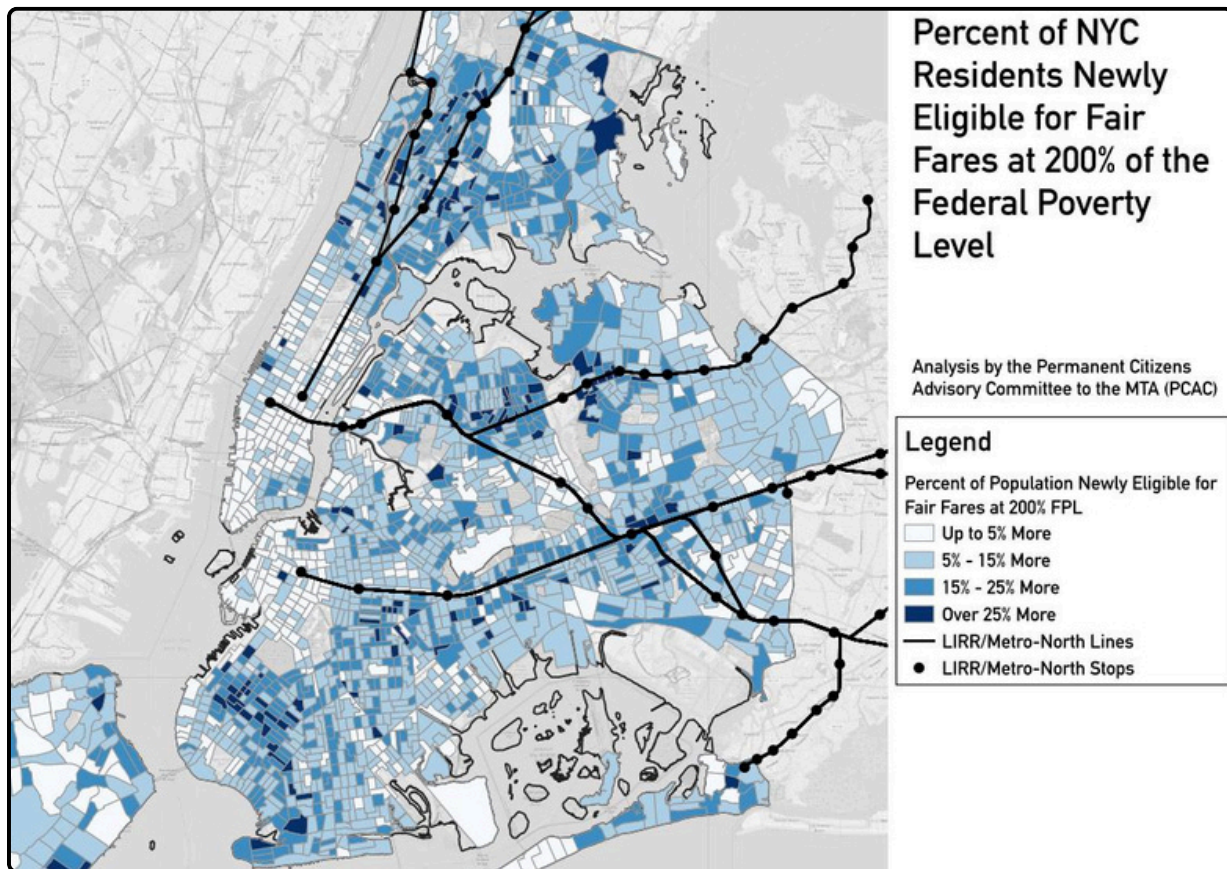 Percent of NYC
Residents Newly
Eligible for Fair
Fares at 200% of the
Federal Poverty
Level
Analysis by the Permanent Citizens
Advisory Committee to the MTA (PCAC)
Legend
Percent of Population Newly Eligible for
Fair Fares at 200% FPL
Up to 5% More
5% - 15% More
15% - 25% More
Over 25% More
LIRR/Metro-North Lines
LIRR/Metro-North Stops